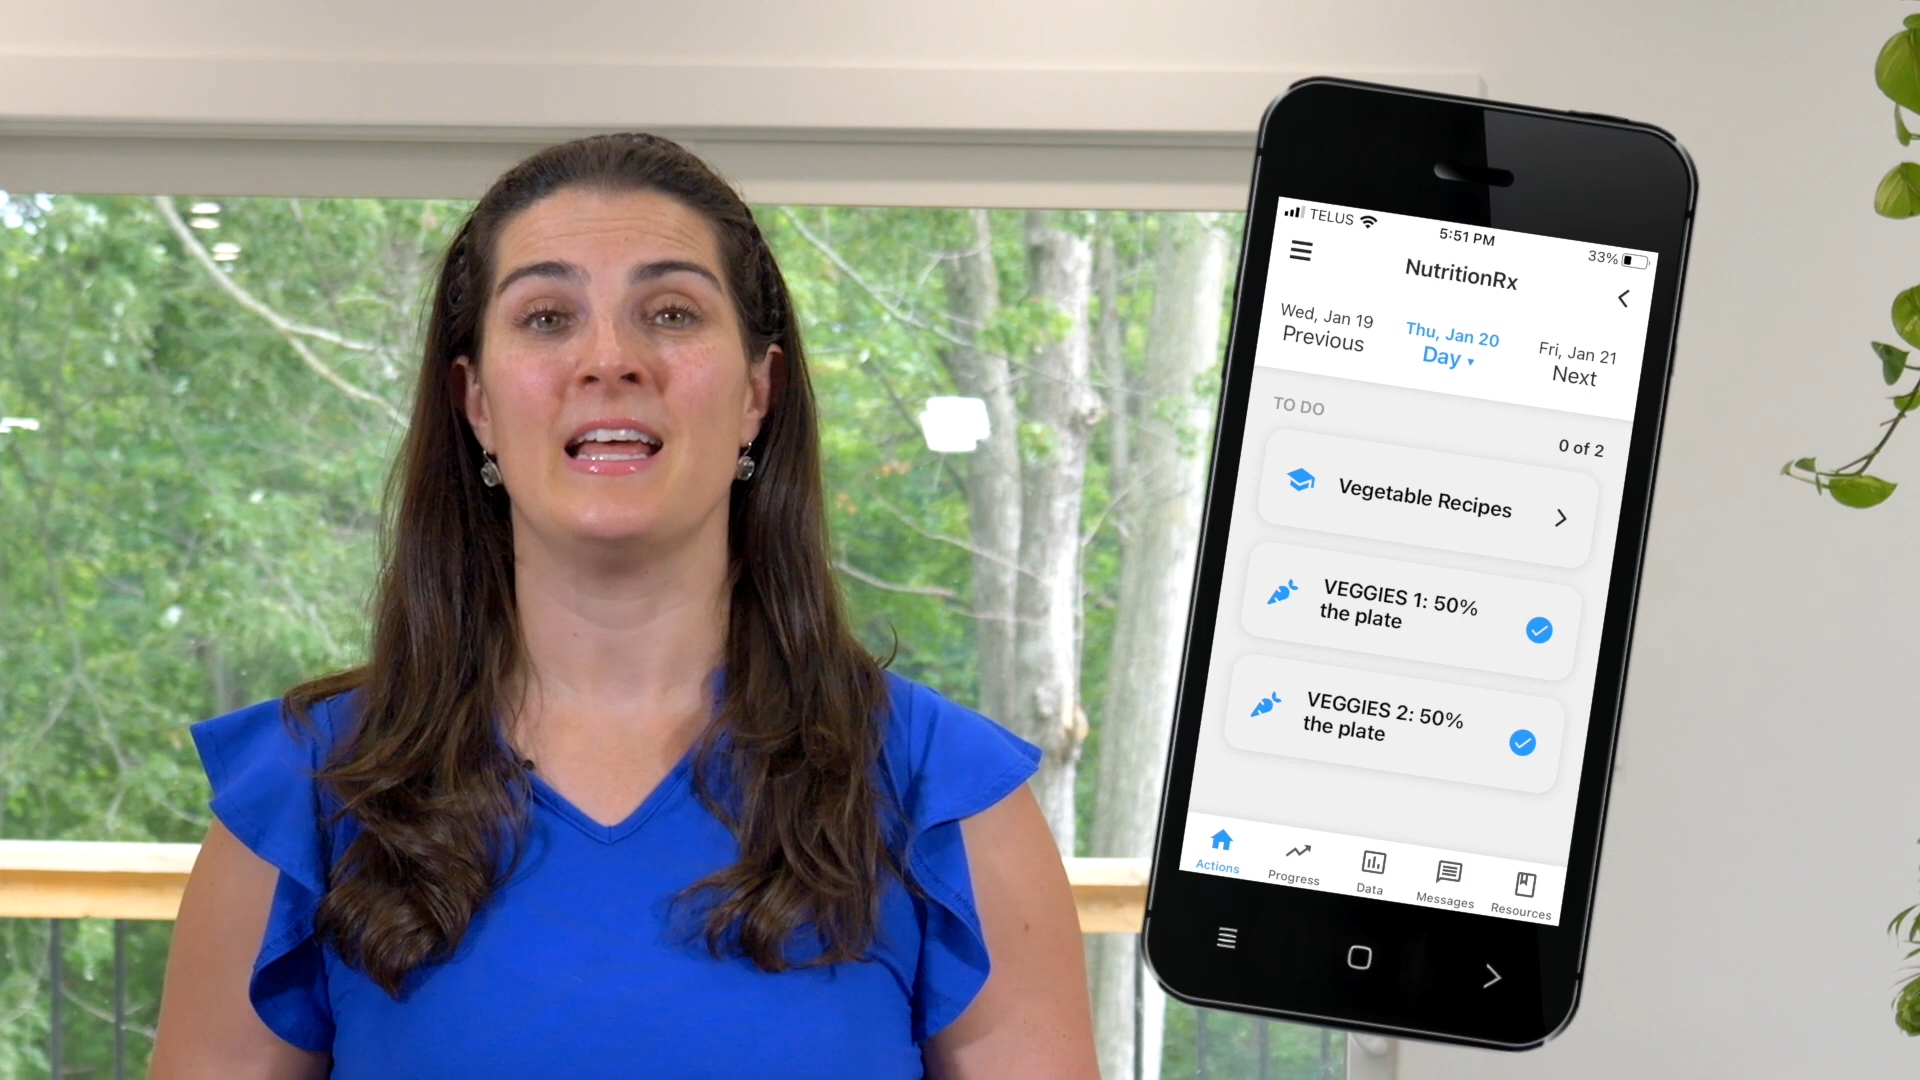 TELUS
5:51 PM
33%
NutritionRx
Wed, Jan 19
Previous
Thu, Jan 20
Day
Fri, Jan 21
Next
TO DO
0 of 2
Vegetable Recipes
VEGGIES 1: 50%
the plate
VEGGIES 2: 50%
the plate
Actions
Progress
Data
Messages
Resources